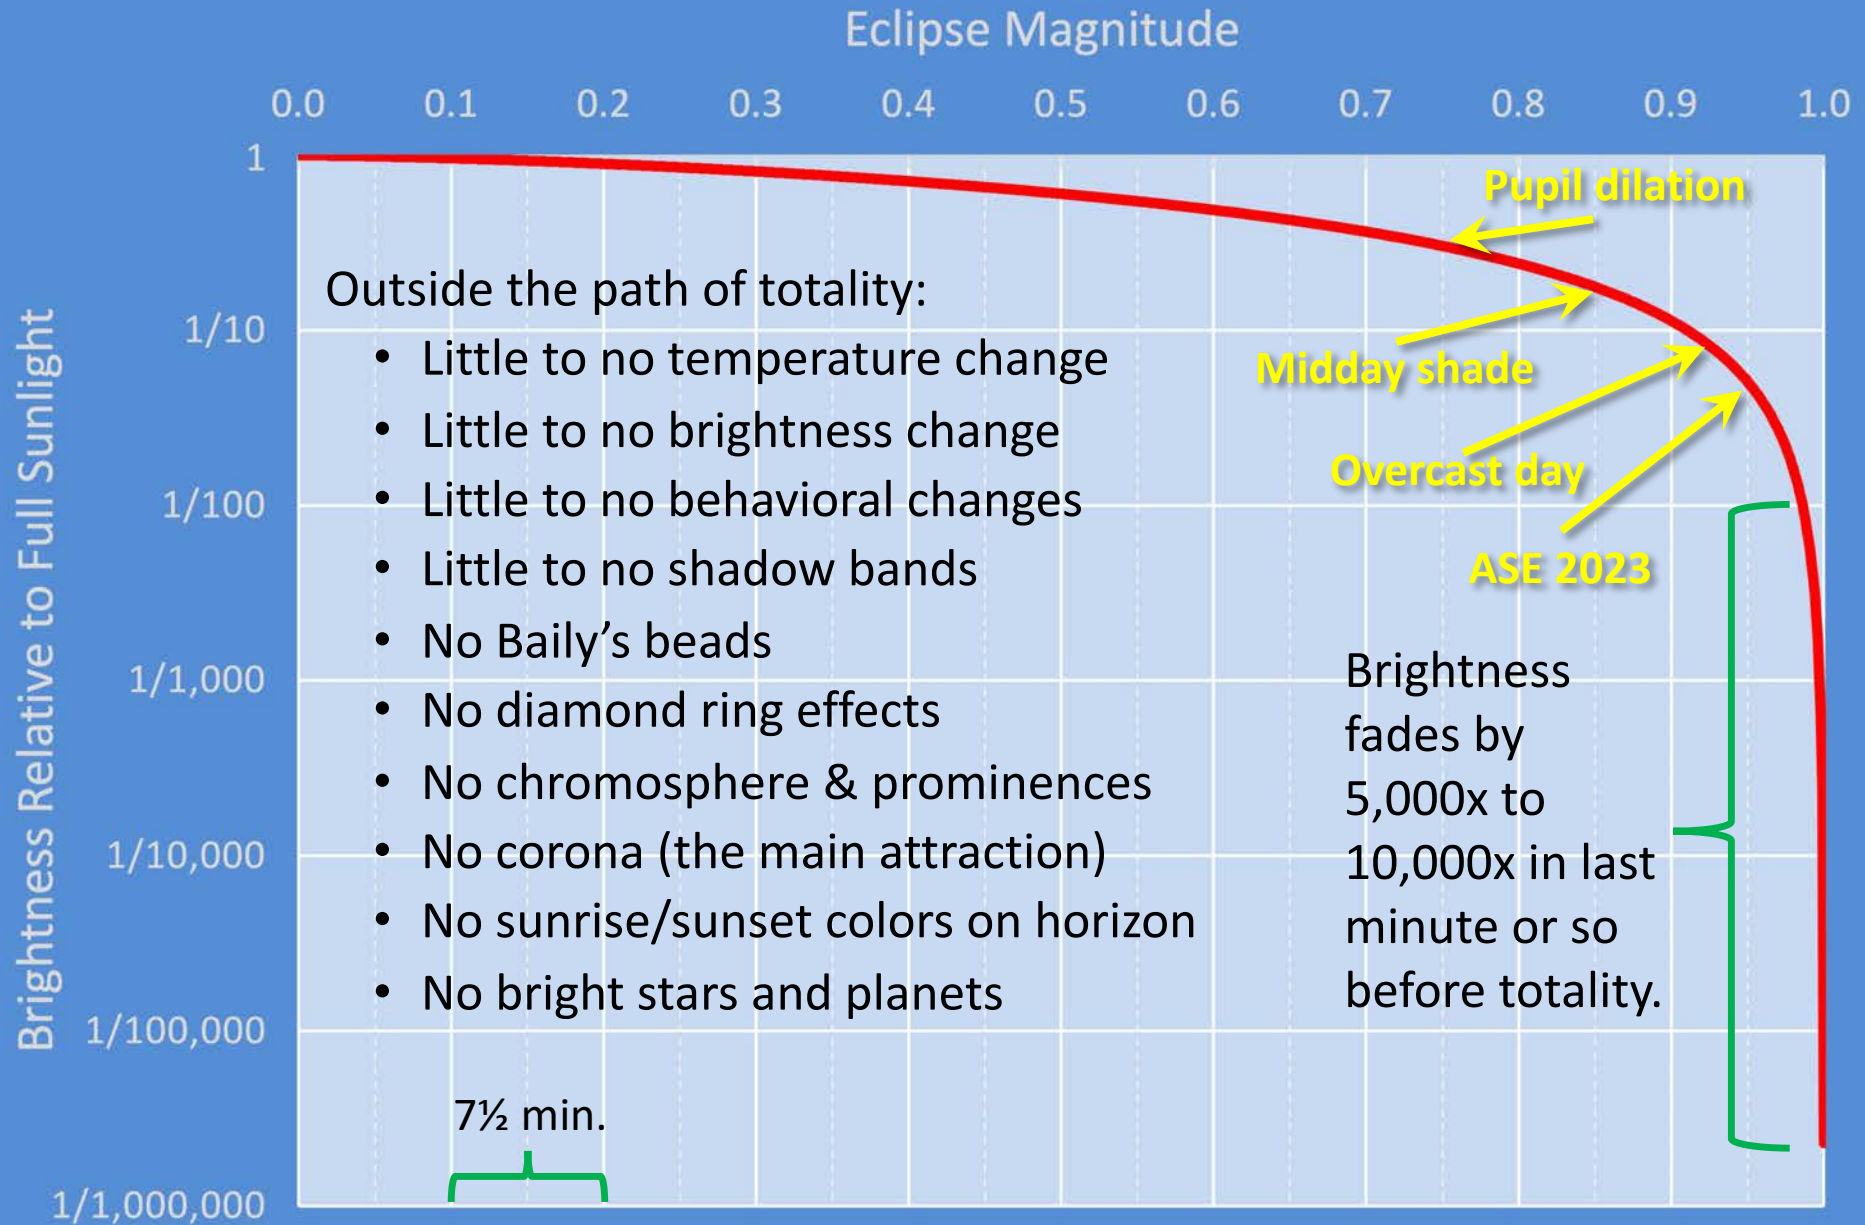 Eclipse Magnitude
0.0 0.1 0.2 0.3 0.4 0.5 0.6 0.7 0.8 0.9 1.0
Brightness Relative to Full Sunlight
1
1/10
1/100
1/1,000
1/10,000
1/100,000
1/1,000,000
Outside the path of totality:
• Little to no temperature change
• Little to no brightness change
• Little to no behavioral changes
• Little to no shadow bands
• No Baily’s beads
• No diamond ring effects
• No chromosphere & prominences
• No corona (the main attraction)
• No sunrise/sunset colors on horizon
• No bright stars and planets
7½ min.
Pupil dilation
Midday shade
Overcast day
ASE 2023
Brightness
fades by
5,000x to
10,000x in last
minute or so
before totality.